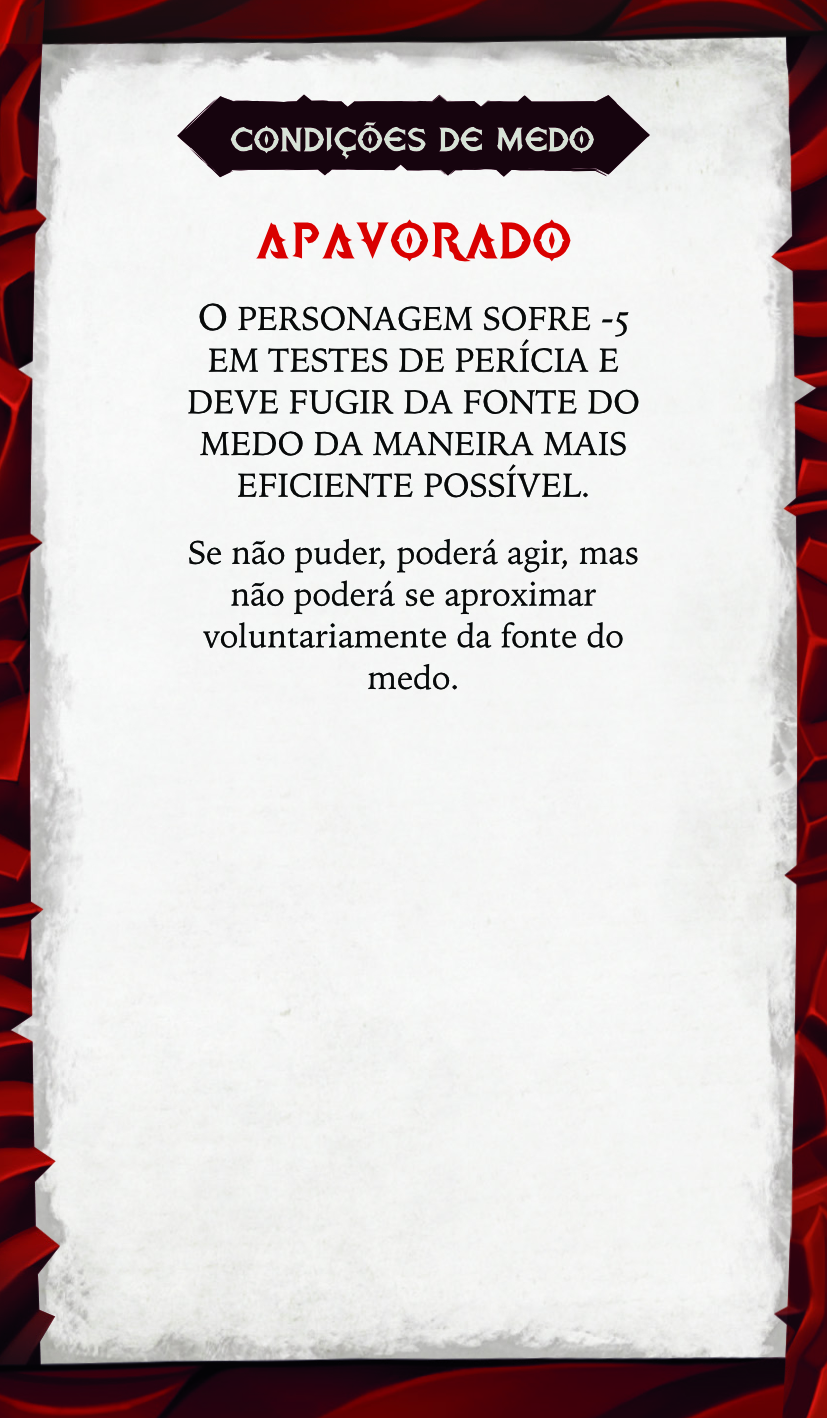 CONDIÇÕES DE MEDO
APAVORADO
O PERSONAGEM SOFRE -5
EM TESTES DE PERÍCIA E
DEVE FUGIR DA FONTE DO
MEDO DA MANEIRA MAIS
EFICIENTE POSSÍVEL.
Se não puder, poderá agir, mas
não poderá se aproximar
voluntariamente da fonte do
medo.